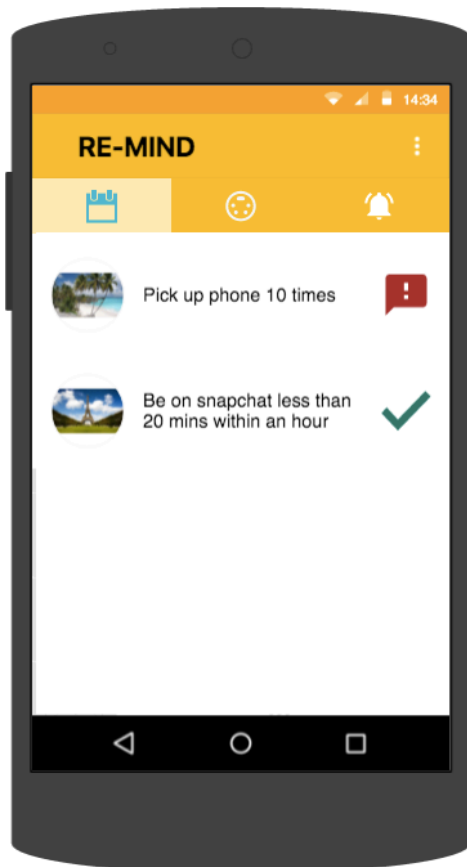 14:34
RE-MIND
Pick up phone 10 times
Be on snapchat less than
20 mins within an hour